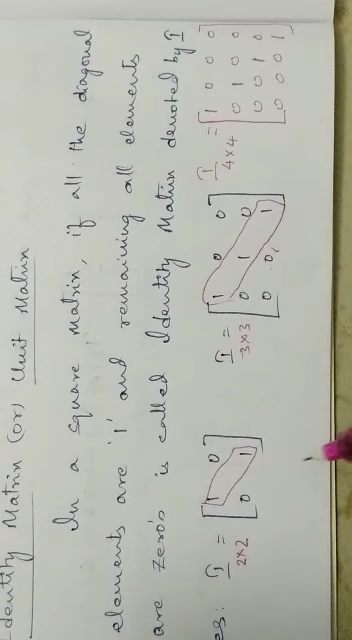 dentity Matrix (or) Unit Matrix
In a square Matrix, if all the diagonal
elements are '1' and remaining all elements
are zero's is called Identity Matrix denoted by I
eg: I 2×2 = [1 0 I 3×3 = [1 0 0 I 4×4 = [1 0 0 0
0 1] 0 1 0 0 1 0 0
0 0 1] 0 0 1 0
0 0 0 1]